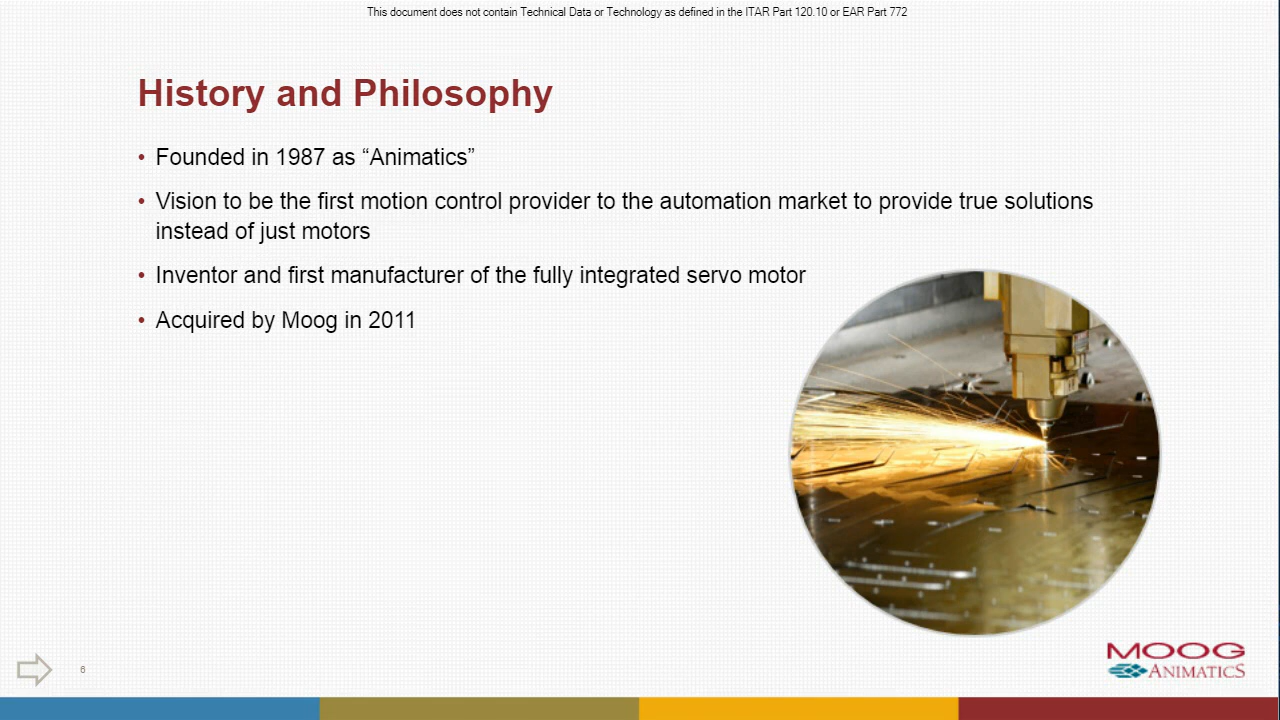 This document does not contain Technical Data or Technology as defined in the ITAR Part 120.10 or EAR Part 772
History and Philosophy
• Founded in 1987 as “Animatics”
• Vision to be the first motion control provider to the automation market to provide true solutions
instead of just motors
• Inventor and first manufacturer of the fully integrated servo motor
• Acquired by Moog in 2011
6
MOOG
ANIMATICS